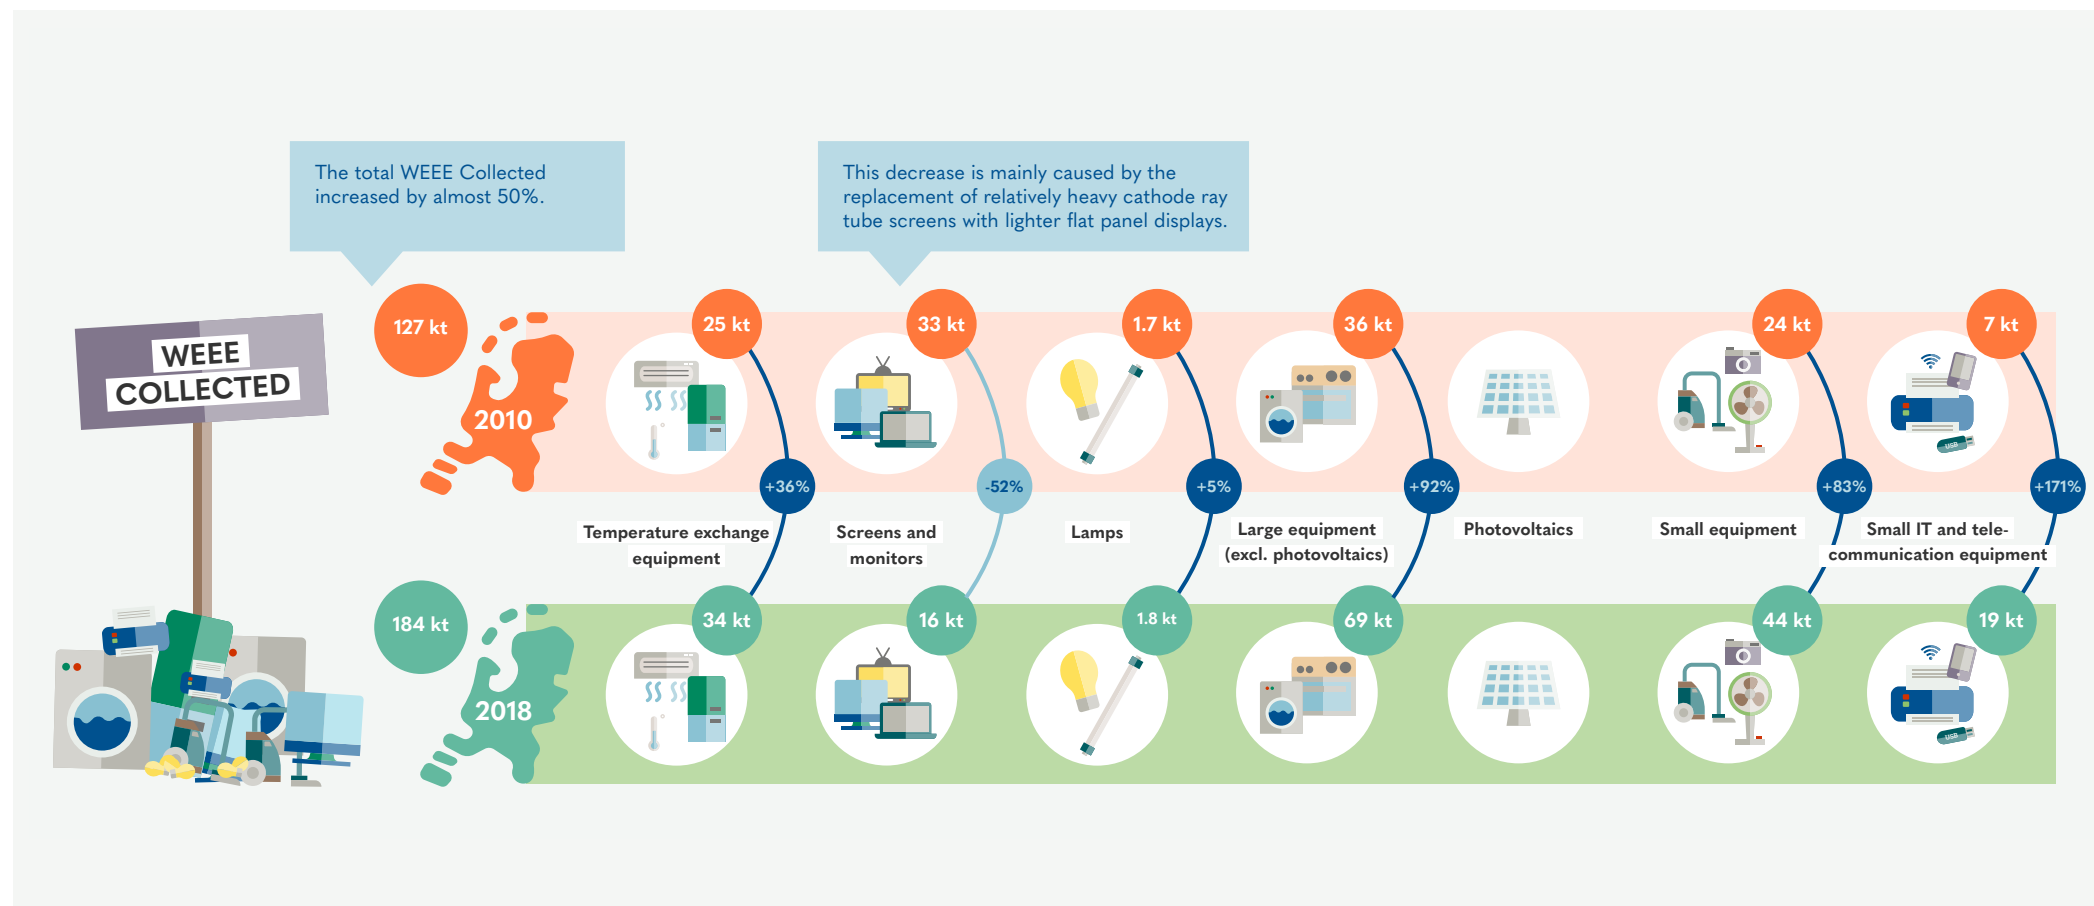 The total WEEE Collected
increased by almost 50%.
This decrease is mainly caused by the
replacement of relatively heavy cathode ray
tube screens with lighter flat panel displays.
WEEE
COLLECTED
127 kt
2010
25 kt
33 kt
1.7 kt
36 kt
24 kt
7 kt
USB
+36%
-52%
+5%
+92%
+83%
+171%
Temperature exchange
equipment
Screens and
monitors
Lamps
Large equipment
(excl. photovoltaics)
Photovoltaics
Small equipment
Small IT and tele-
communication equipment
184 kt
2018
34 kt
16 kt
1.8 kt
69 kt
44 kt
19 kt
USB